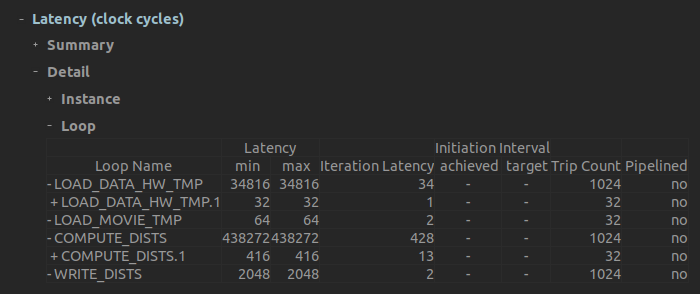 - Latency (clock cycles)
+ Summary
- Detail
+ Instance
- Loop
Latency Initiation Interval
Loop Name min max Iteration Latency achieved target Trip Count Pipelined
- LOAD_DATA_HW_TMP 34816 34816 34 - - 1024 no
+ LOAD_DATA_HW_TMP.1 32 32 1 - - 32 no
- LOAD_MOVIE_TMP 64 64 2 - - 32 no
- COMPUTE_DISTS 438272 438272 428 - - 1024 no
+ COMPUTE_DISTS.1 416 416 13 - - 32 no
- WRITE_DISTS 2048 2048 2 - - 1024 no